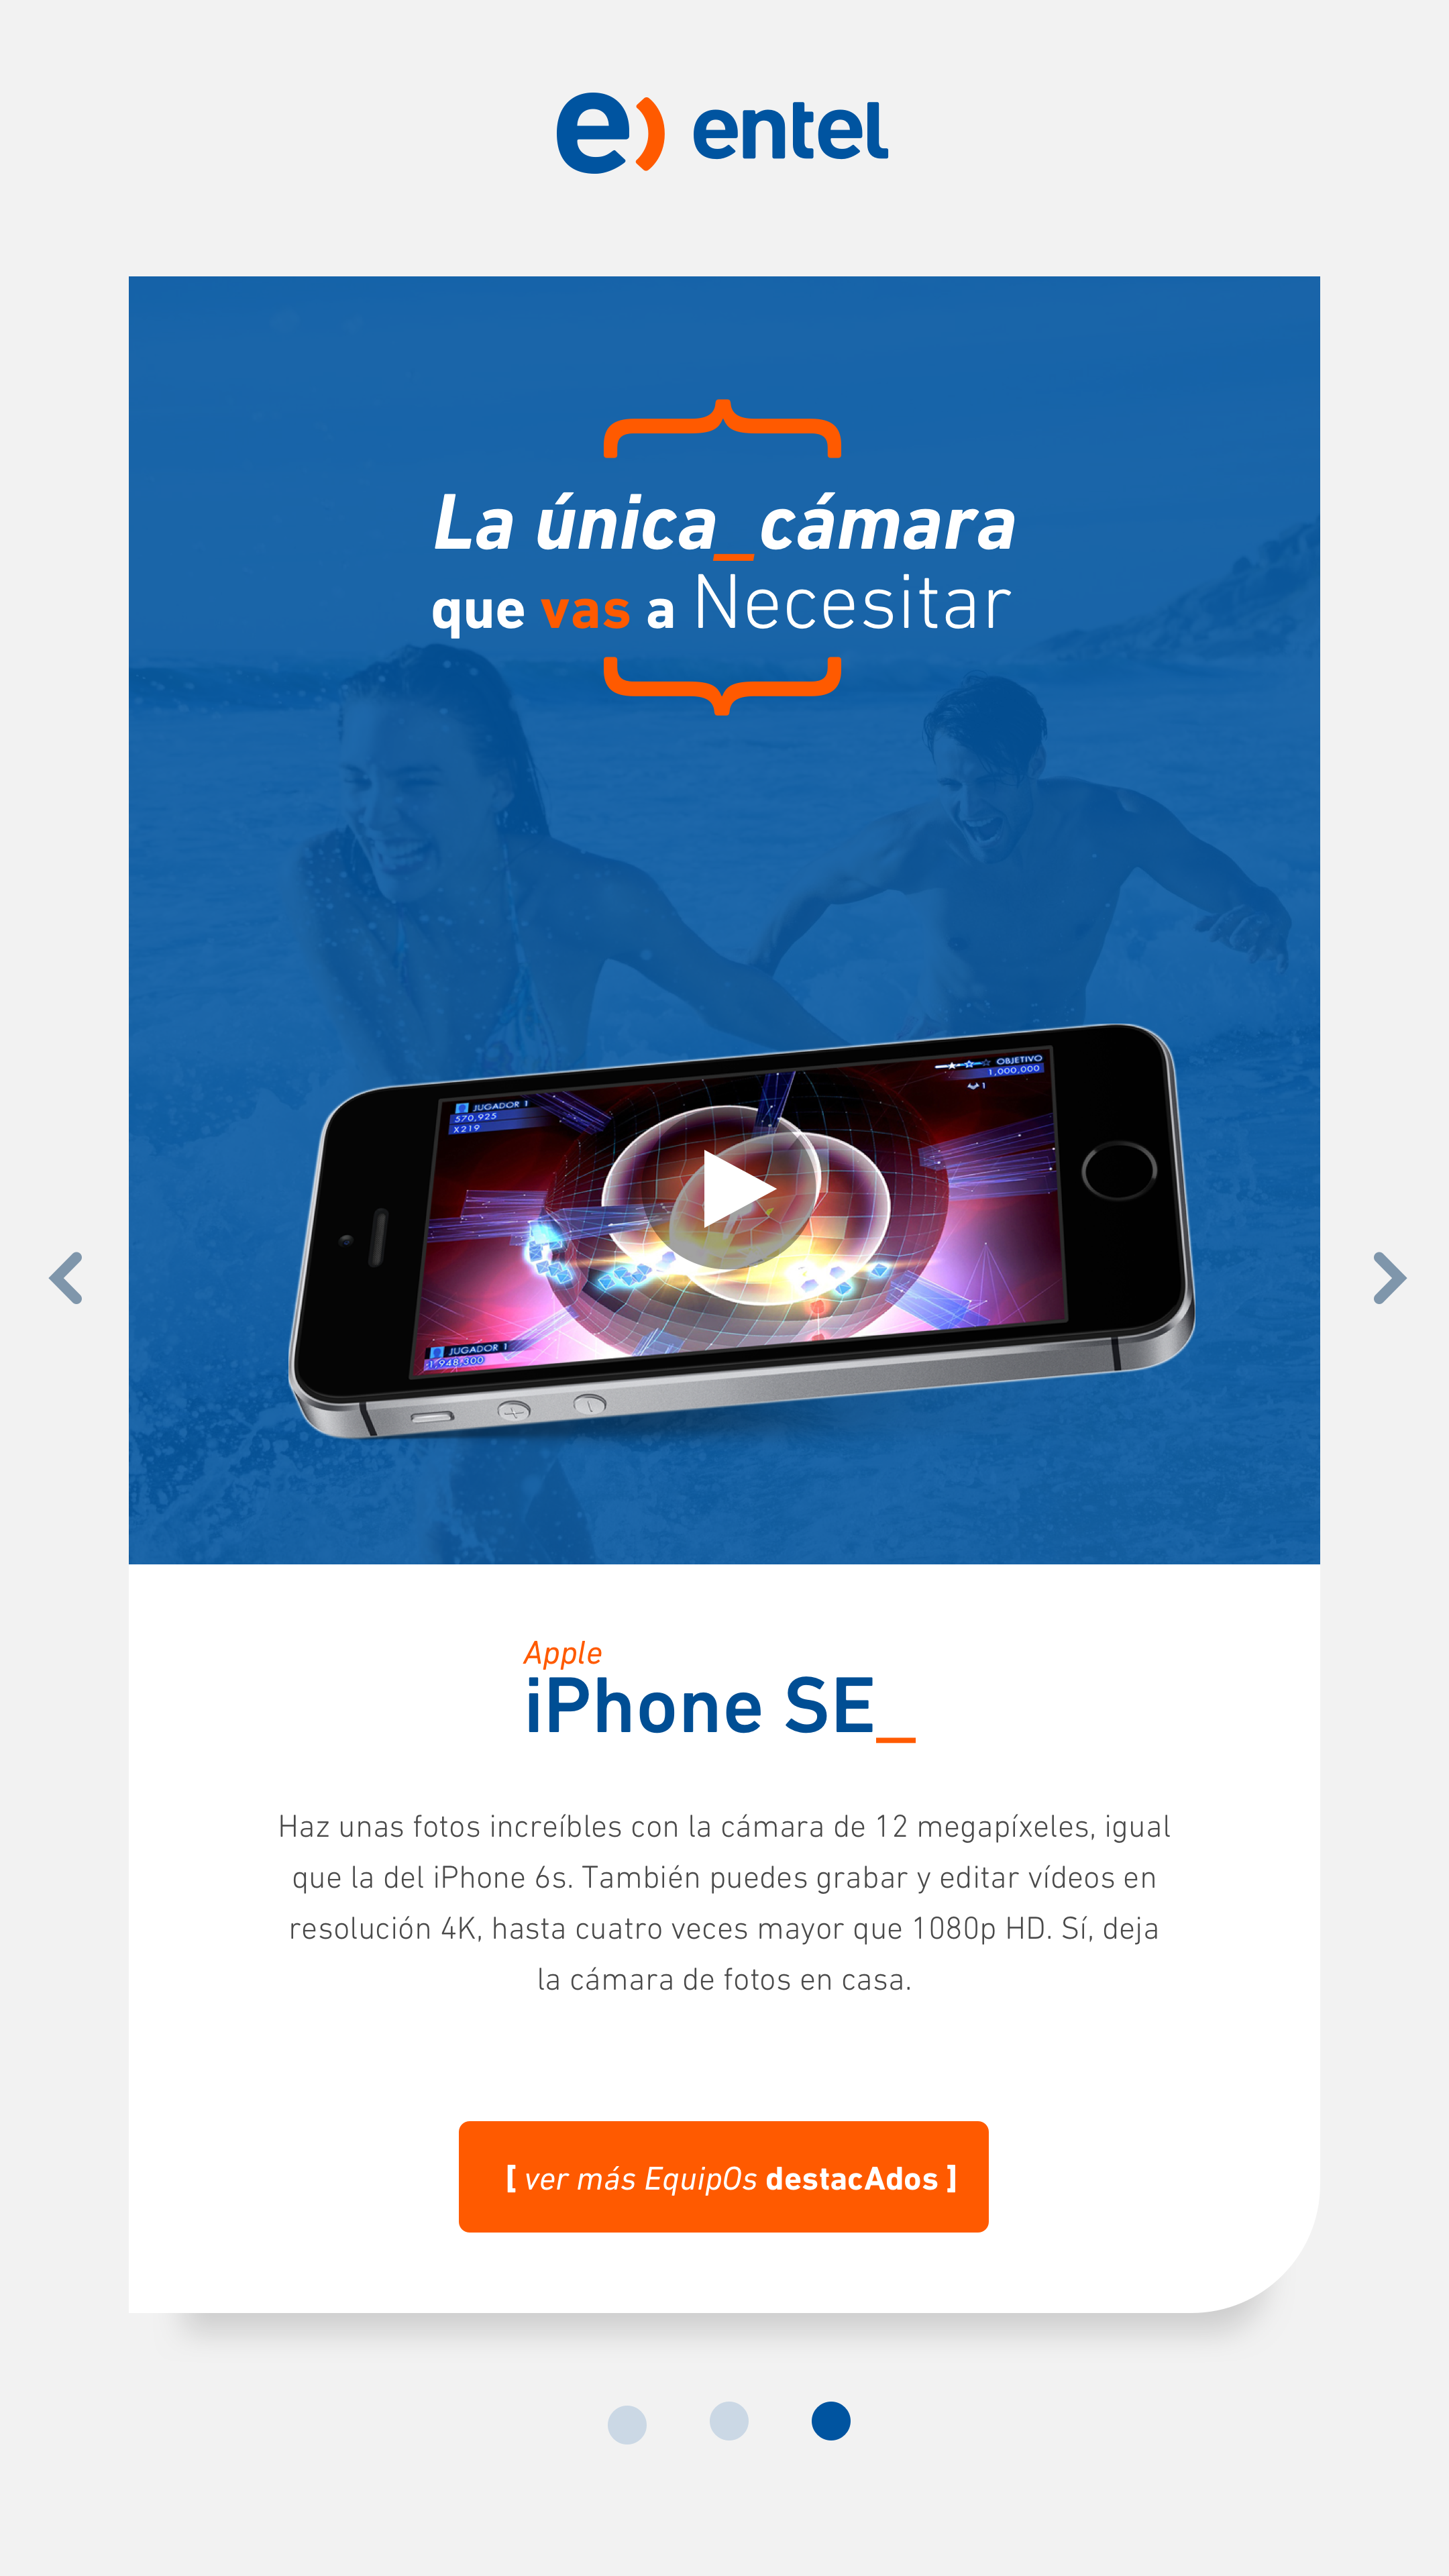 e) entel
La única_cámara
que vas a Necesitar
OBJETIVO
1,000,000
1
JUGADOR 1
570,925
X219
JUGADOR 1
1,948,300
Apple
iPhone SE_
Haz unas fotos increíbles con la cámara de 12 megapíxeles, igual
que la del iPhone 6s. También puedes grabar y editar vídeos en
resolución 4K, hasta cuatro veces mayor que 1080p HD. Sí, deja
la cámara de fotos en casa.
[ ver más EquipOs destacAdos ]